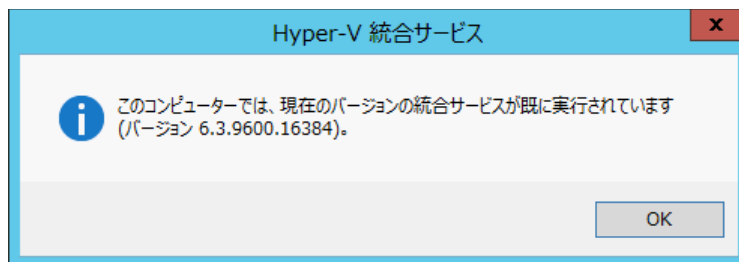 Hyper-V 統合サービス
x
このコンピューターでは、現在のバージョンの統合サービスが既に実行されています
(バージョン 6.3.9600.16384)。
OK